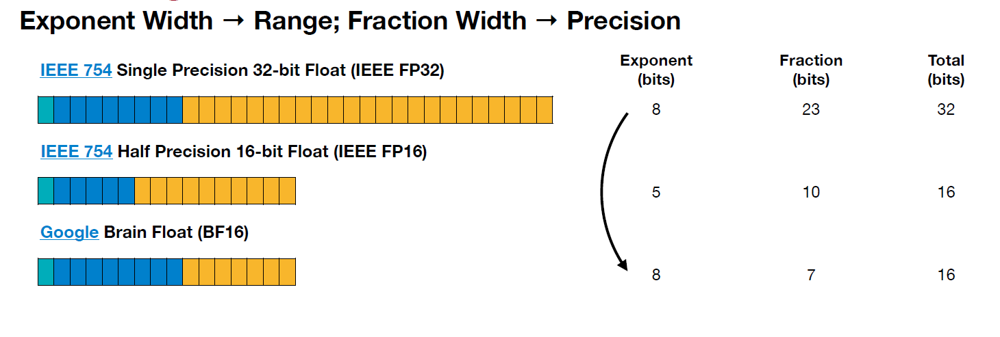 Exponent Width → Range; Fraction Width → Precision
Exponent (bits) Fraction (bits) Total (bits)
IEEE 754 Single Precision 32-bit Float (IEEE FP32)
8 23 32
IEEE 754 Half Precision 16-bit Float (IEEE FP16)
5 10 16
Google Brain Float (BF16)
8 7 16